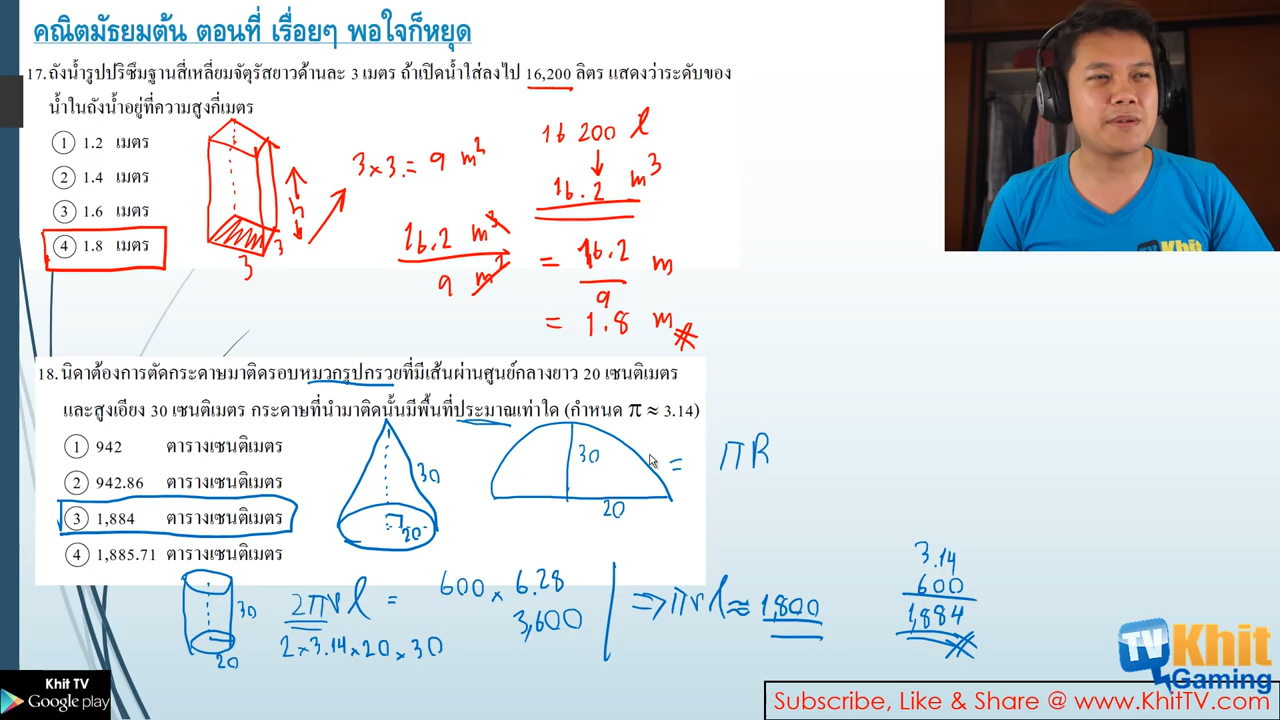 คณิตมัธยมต้น ตอนที่ เรื่อยๆ พอใจก็หยุด
17. ถังน้ำรูปปริซึมฐานสี่เหลี่ยมจัตุรัสยาวด้านละ 3 เมตร ถ้าเปิดน้ำใส่ลงไป 16,200 ลิตร แสดงว่าระดับของ
น้ำในถังน้ำอยู่ที่ความสูงกี่เมตร
1 1.2 เมตร
2 1.4 เมตร
3 1.6 เมตร
4 1.8 เมตร
h
3
3
3×3 = 9 m²
16 200 l
16.2 m³
16.2 m³
9 m²
= 16.2 m
9
= 1.8 m
18. นิดาต้องการตัดกระดาษมาติดรอบหมวกรูปกรวยที่มีเส้นผ่านศูนย์กลางยาว 20 เซนติเมตร
และสูงเอียง 30 เซนติเมตร กระดาษที่นำมาติดนั้นมีพื้นที่ประมาณเท่าใด (กำหนด π ≈ 3.14)
1 942 ตารางเซนติเมตร
2 942.86 ตารางเซนติเมตร
3 1,884 ตารางเซนติเมตร
4 1,885.71 ตารางเซนติเมตร
30
20
30
20
= πR
30
20
2πrl = 600 × 6.28
3,600
2×3.14×20×30
⇒ πrl ≈ 1,800
3.14
600
1,884
Khit TV
Google play
TV Khit
Gaming
Khit
Subscribe, Like & Share @ www.KhitTV.com